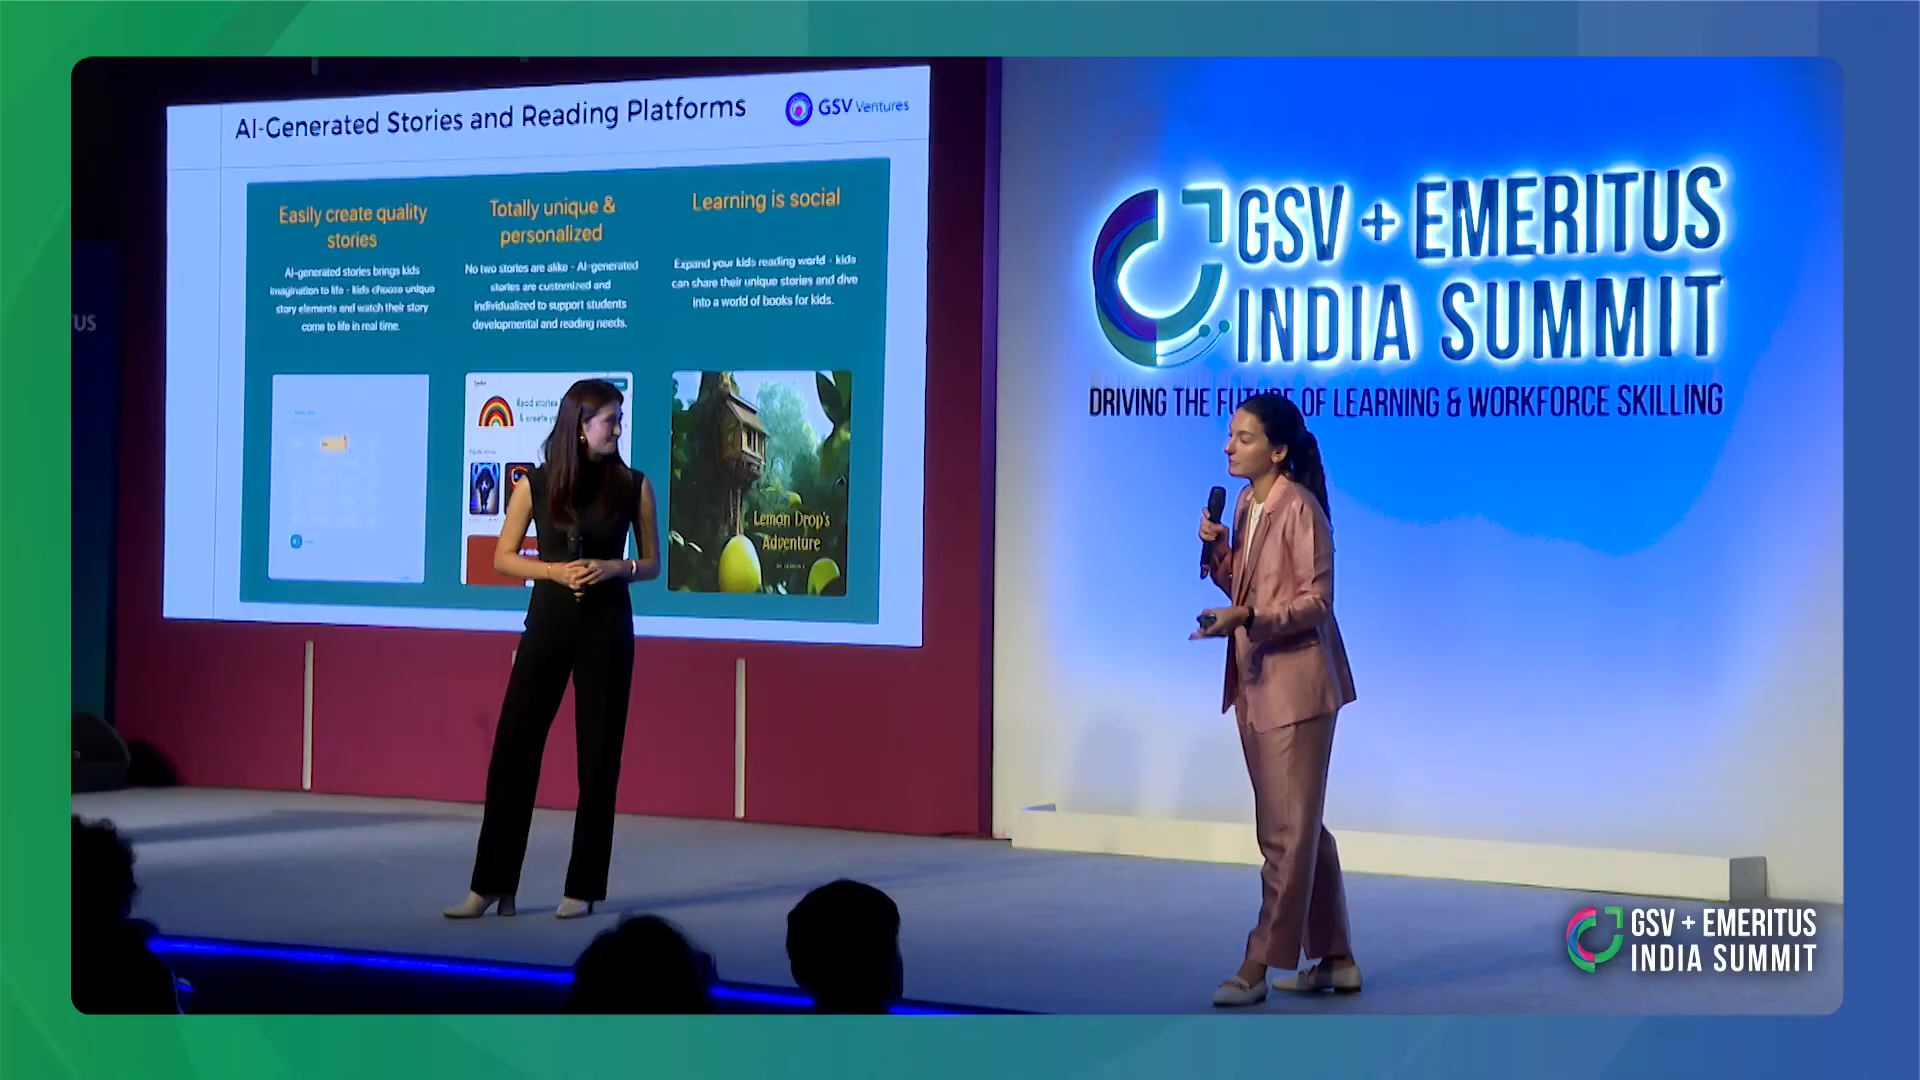 AI-Generated Stories and Reading Platforms
GSV Ventures
Easily create quality
stories
AI-generated stories brings kids
imagination to life - kids choose unique
story elements and watch their story
come to life in real time.
Totally unique &
personalized
No two stories are alike - AI-generated
stories are customized and
individualized to support students
developmental and reading needs.
Learning is social
Expand your kids reading world - kids
can share their unique stories and dive
into a world of books for kids.
Read stories
& create
Lemon Drop's
Adventure
TUS
GSV + EMERITUS
INDIA SUMMIT
DRIVING THE FUTURE OF LEARNING & WORKFORCE SKILLING
GSV + EMERITUS
INDIA SUMMIT